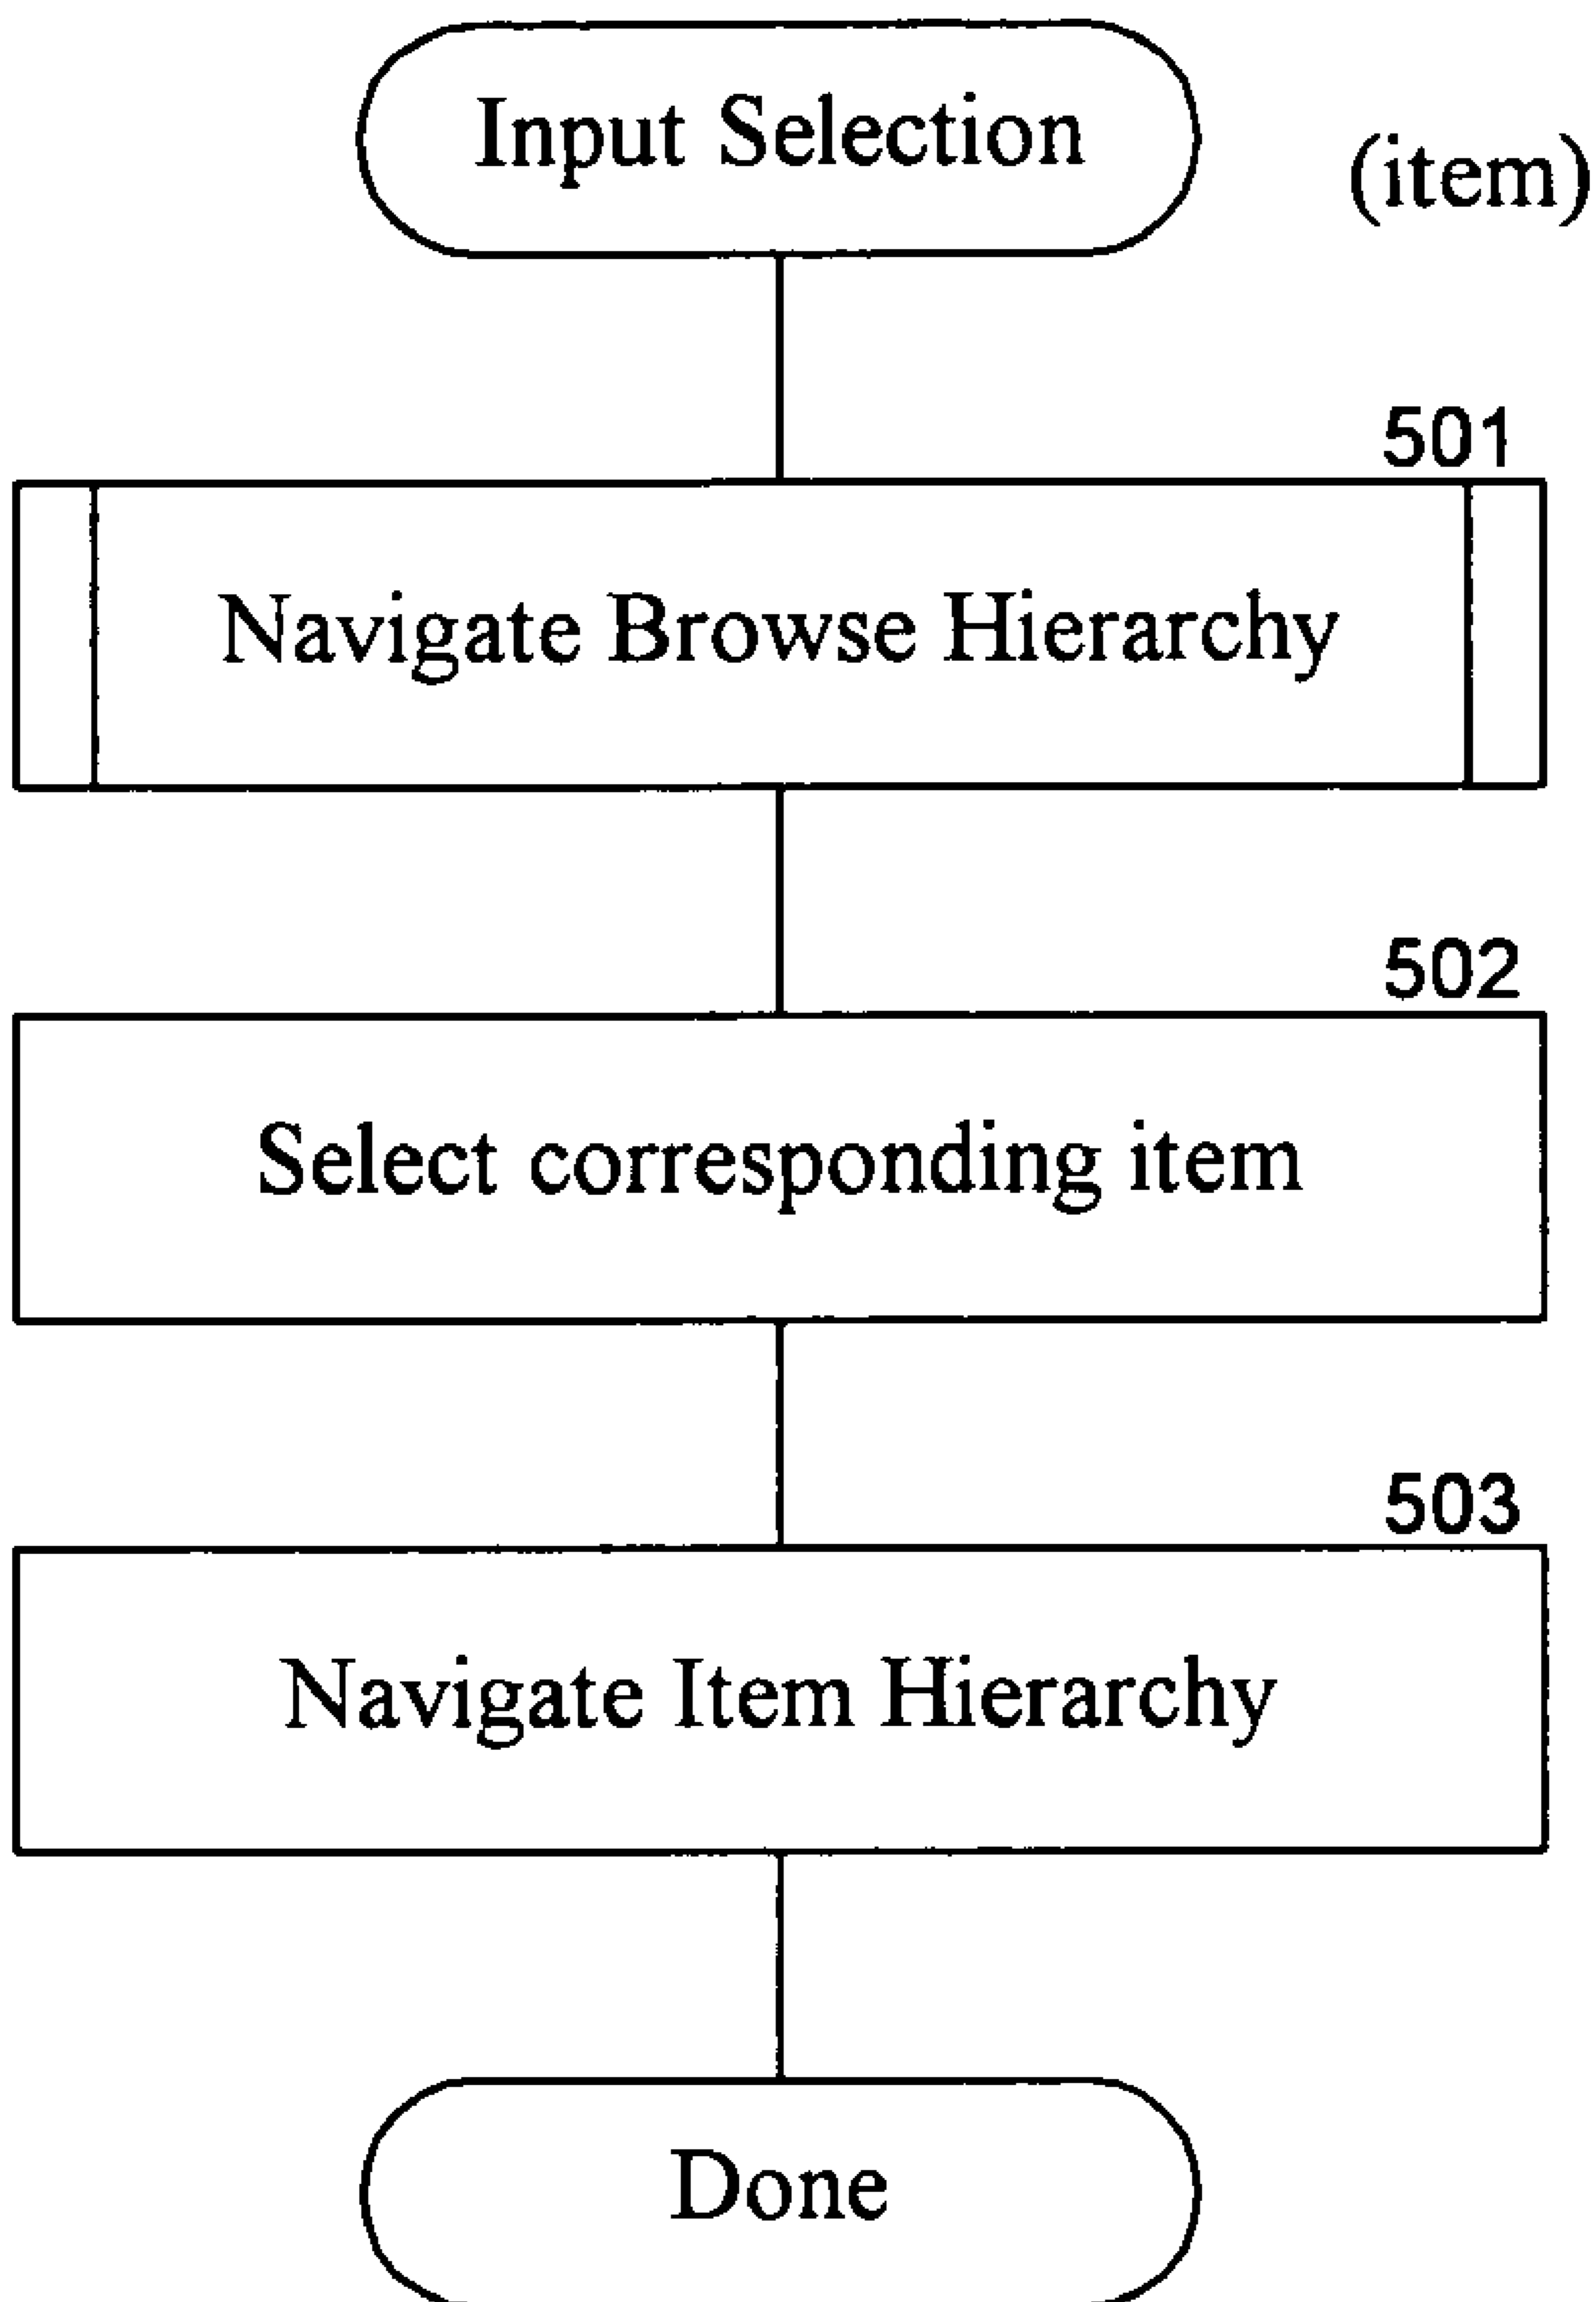 Input Selection
(item)
501
Navigate Browse Hierarchy
502
Select corresponding item
503
Navigate Item Hierarchy
Done